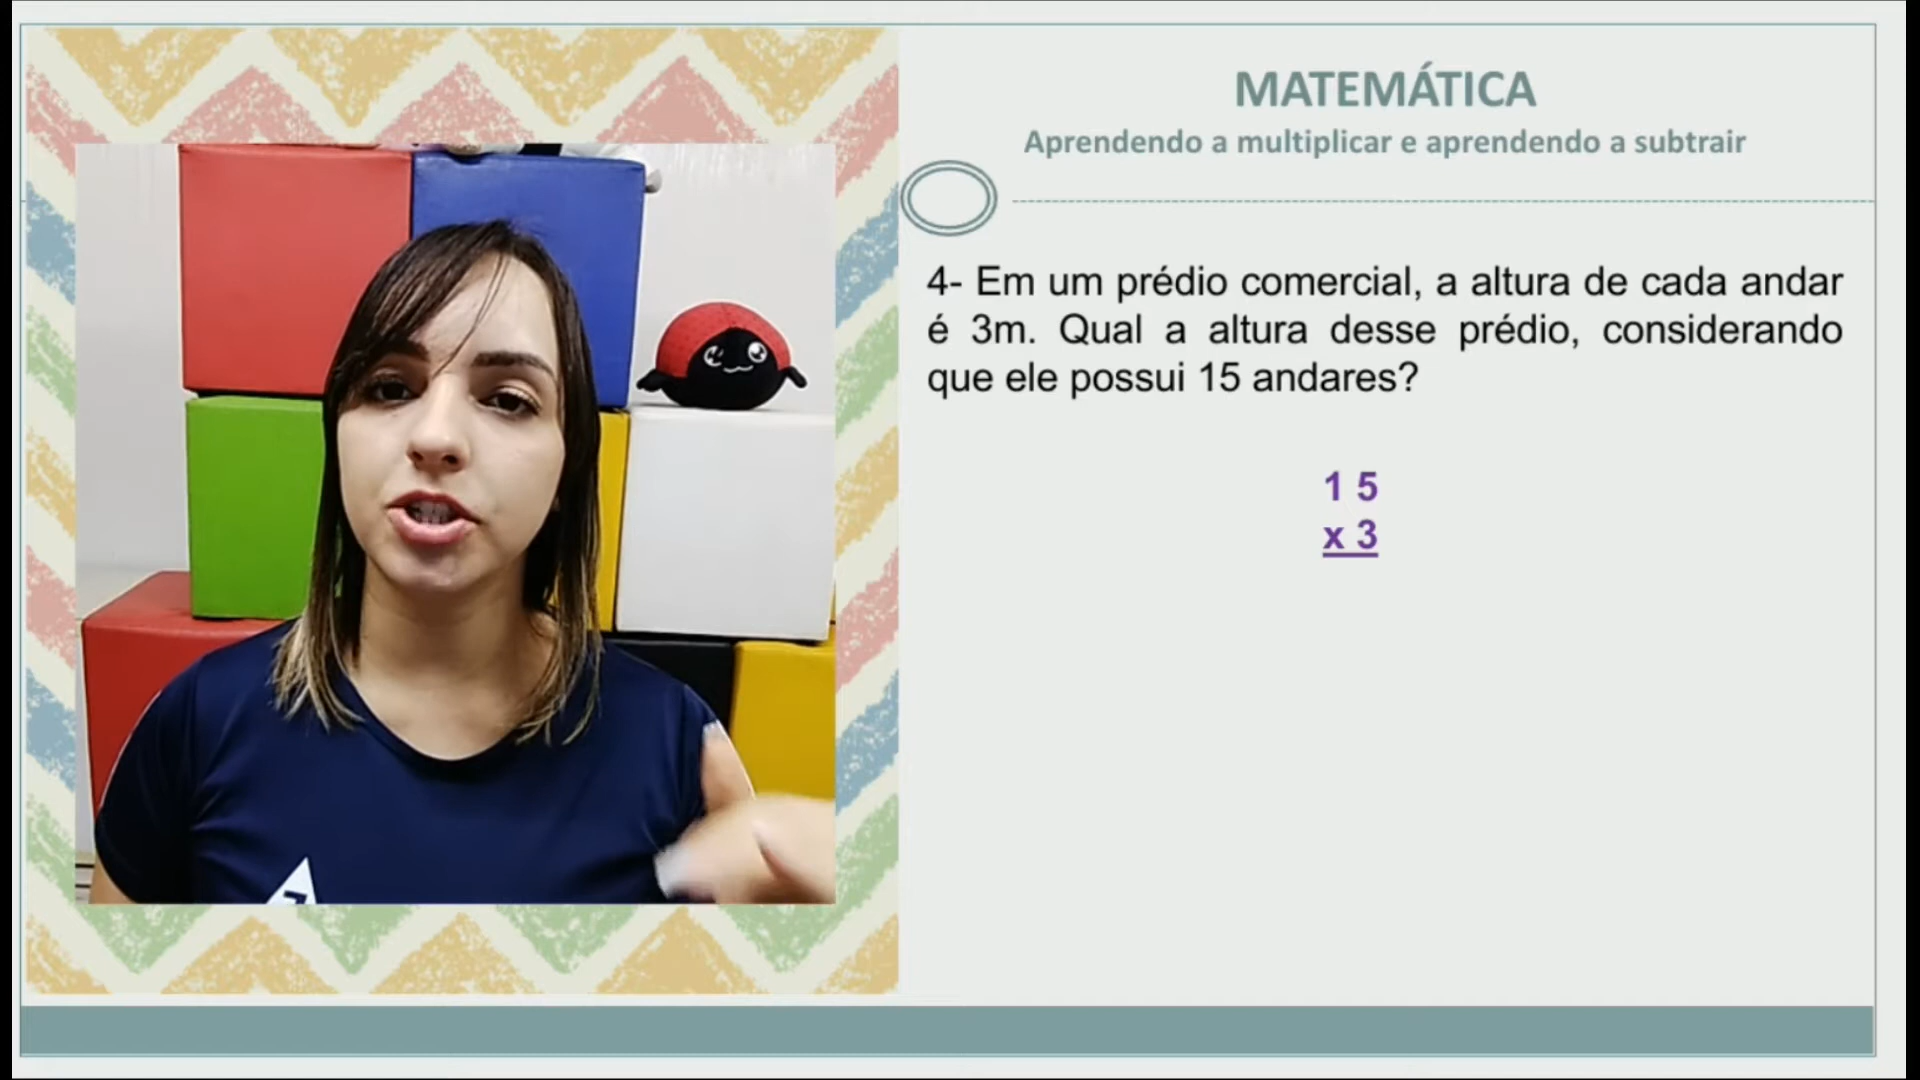 MATEMÁTICA
Aprendendo a multiplicar e aprendendo a subtrair
4- Em um prédio comercial, a altura de cada andar
é 3m. Qual a altura desse prédio, considerando
que ele possui 15 andares?
1 5
x 3